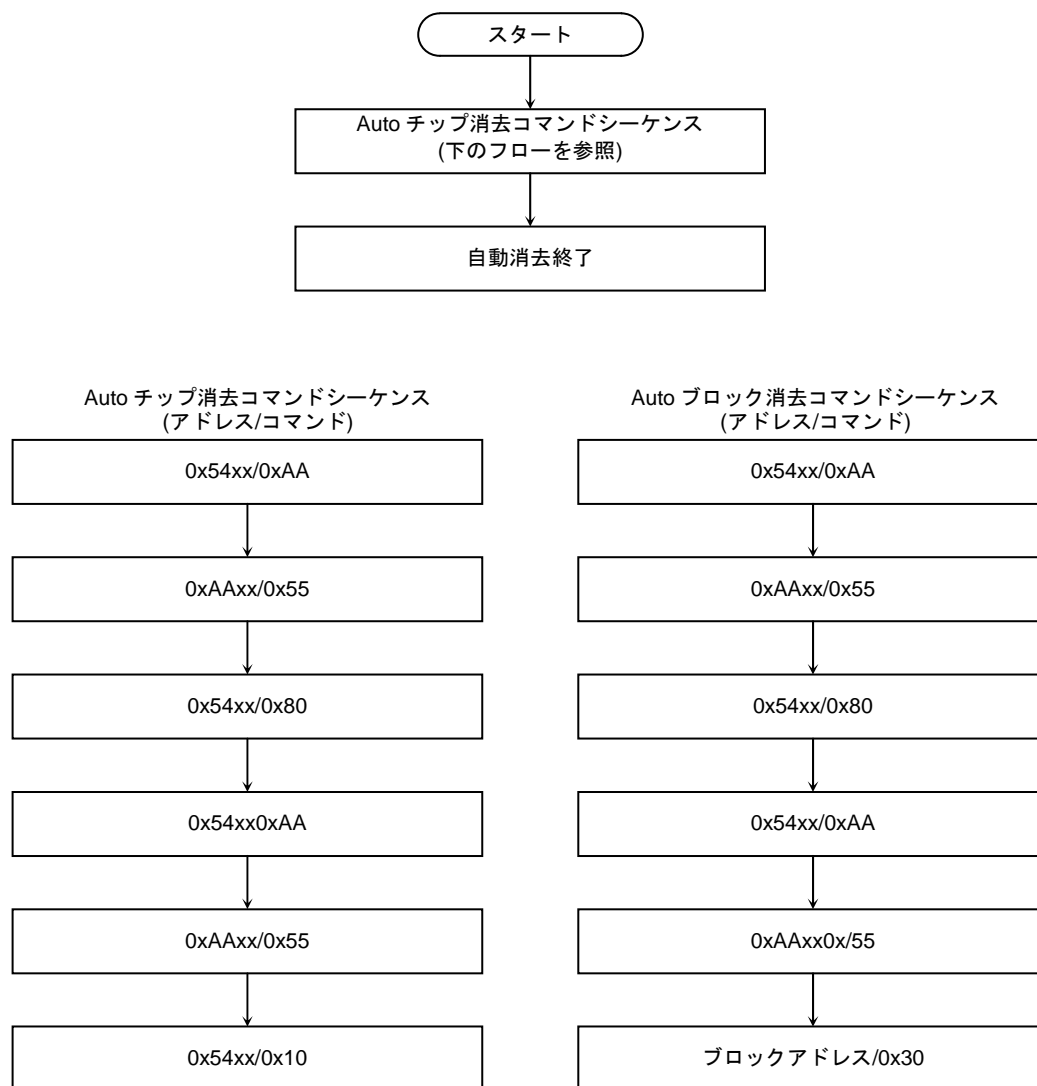 スタート
Auto チップ消去コマンドシーケンス
(下のフローを参照)
自動消去終了
Auto チップ消去コマンドシーケンス
(アドレス/コマンド)
0x54xx/0xAA
0xAAxx/0x55
0x54xx/0x80
0x54xx0xAA
0xAAxx/0x55
0x54xx/0x10
Auto ブロック消去コマンドシーケンス
(アドレス/コマンド)
0x54xx/0xAA
0xAAxx/0x55
0x54xx/0x80
0x54xx/0xAA
0xAAxx0x/55
ブロックアドレス/0x30